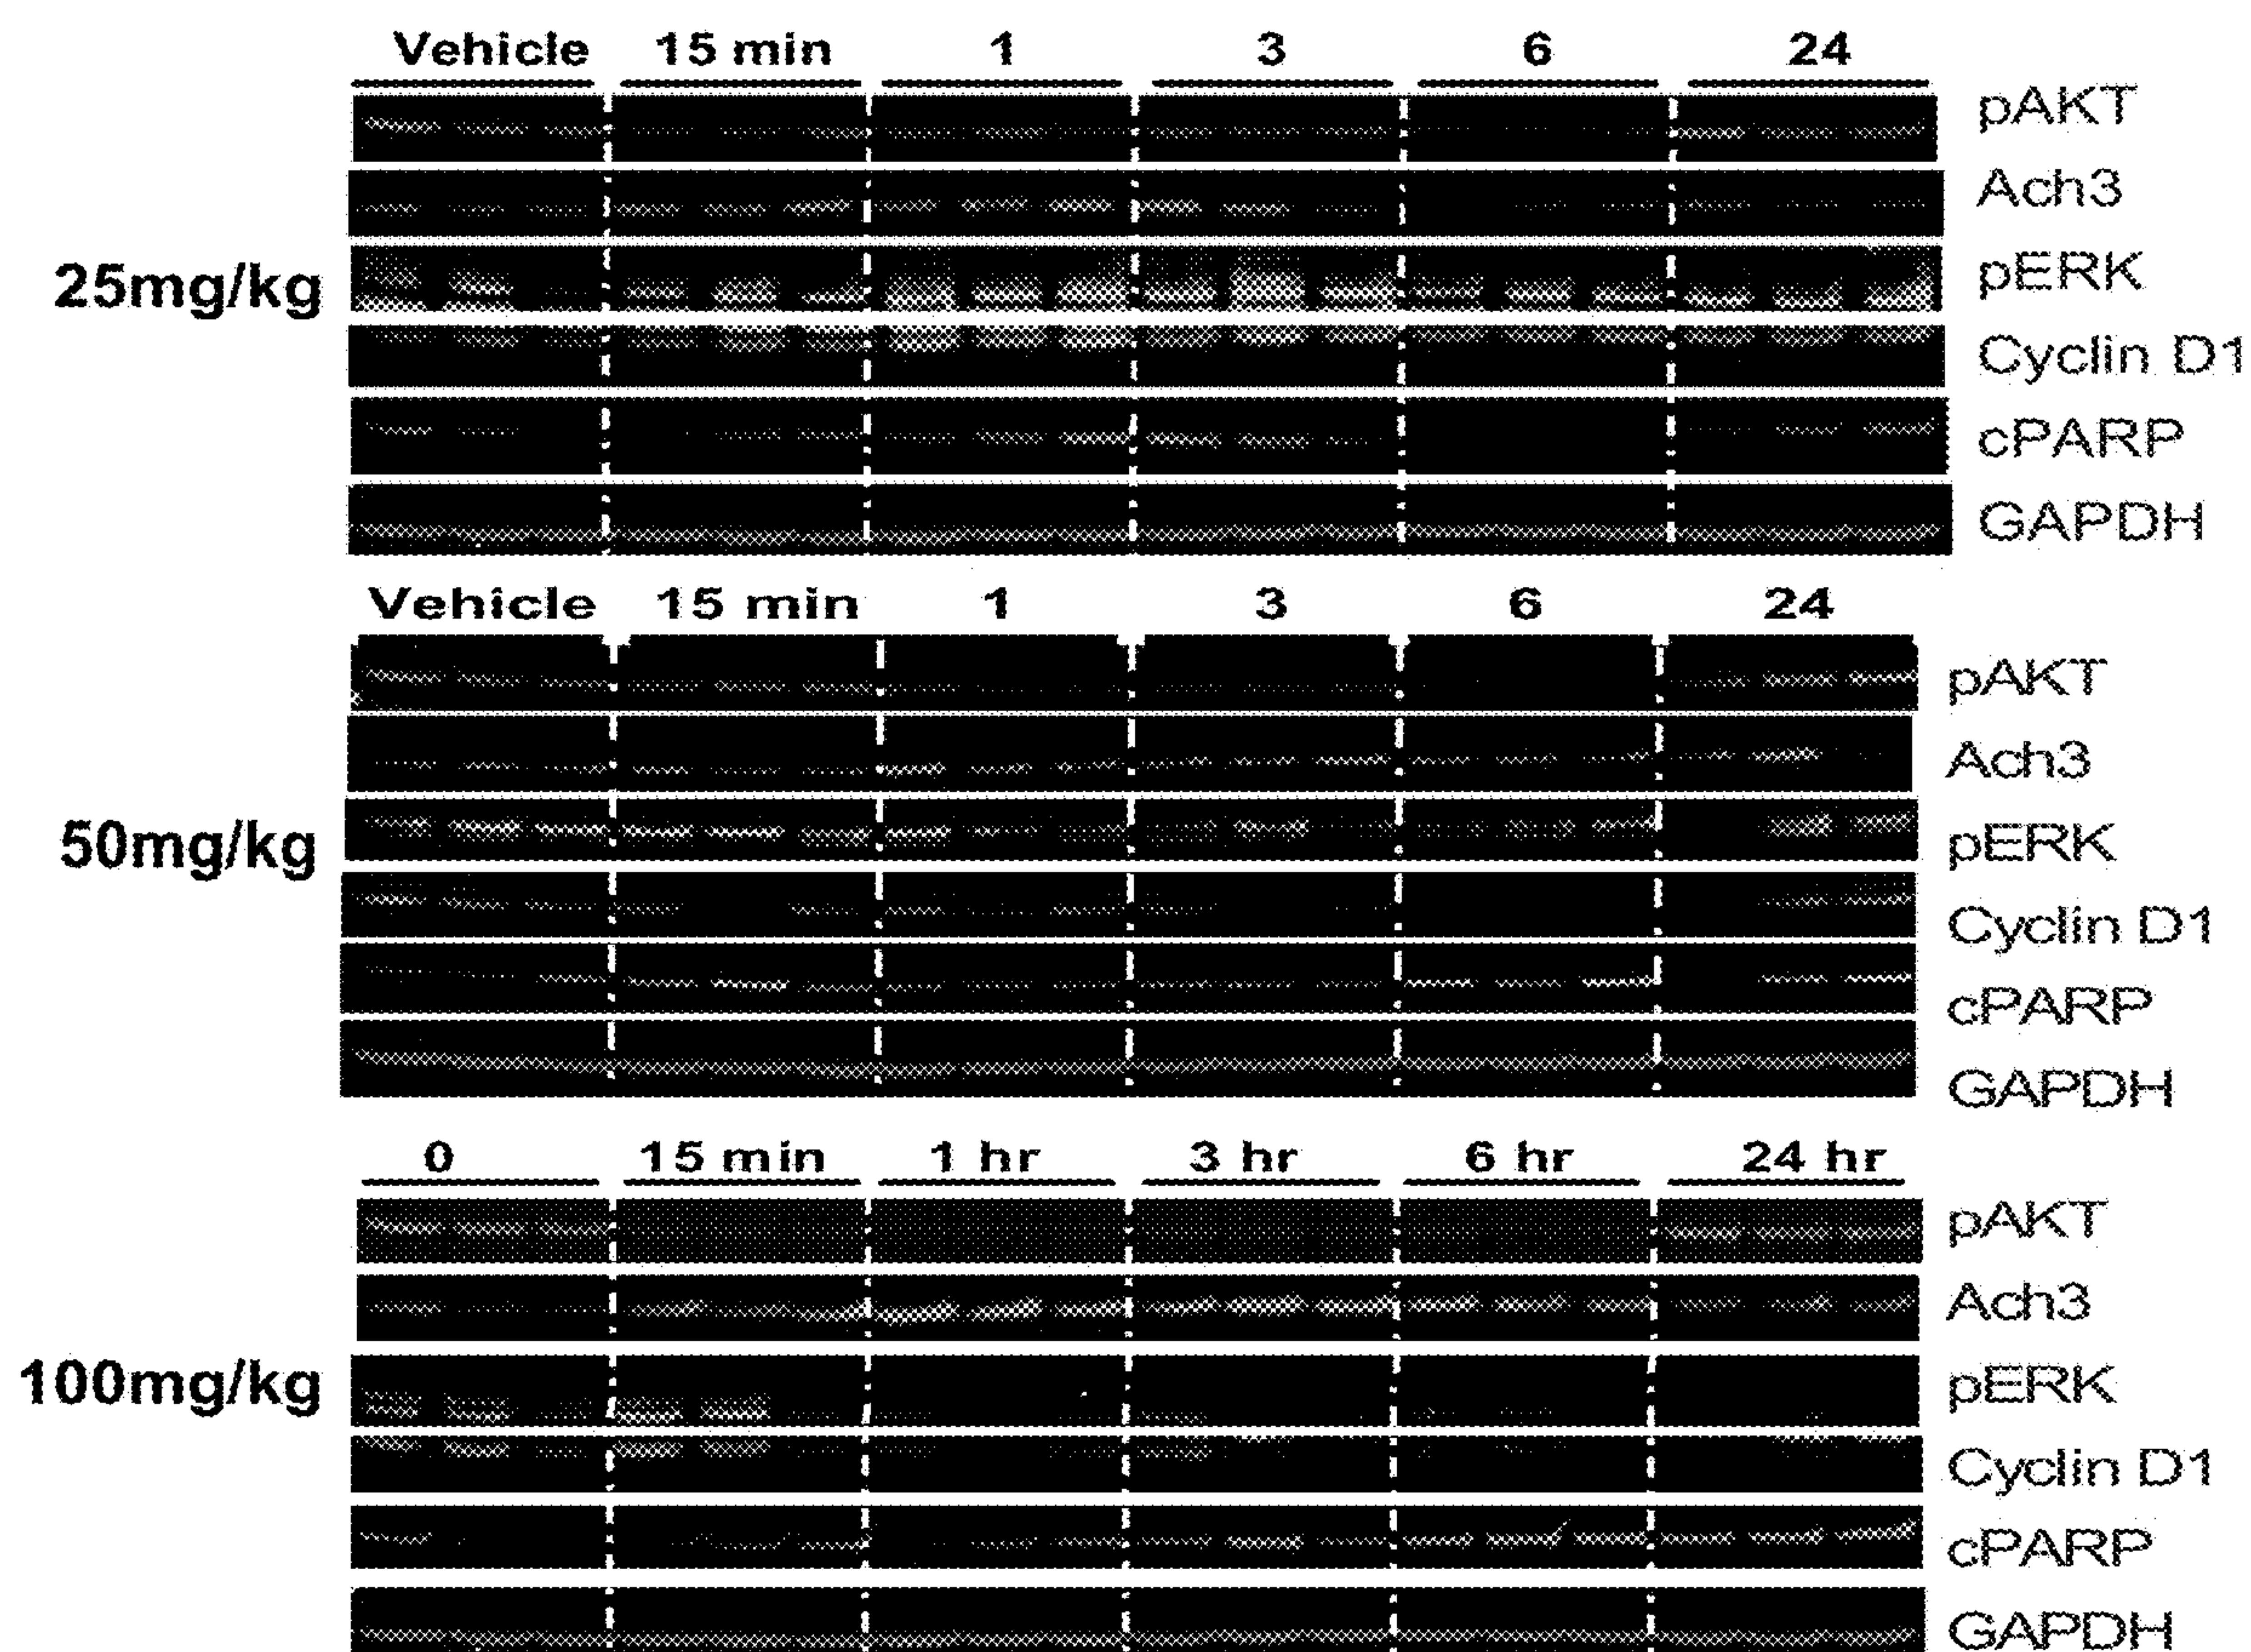 Vehicle 15 min 1 3 6 24
pAKT
Ach3
25mg/kg
pERK
Cyclin D1
cPARP
GAPDH
Vehicle 15 min 1 3 6 24
pAKT
Ach3
50mg/kg
pERK
Cyclin D1
cPARP
GAPDH
0 15 min 1 hr 3 hr 6 hr 24 hr
pAKT
Ach3
100mg/kg
pERK
Cyclin D1
cPARP
GAPDH